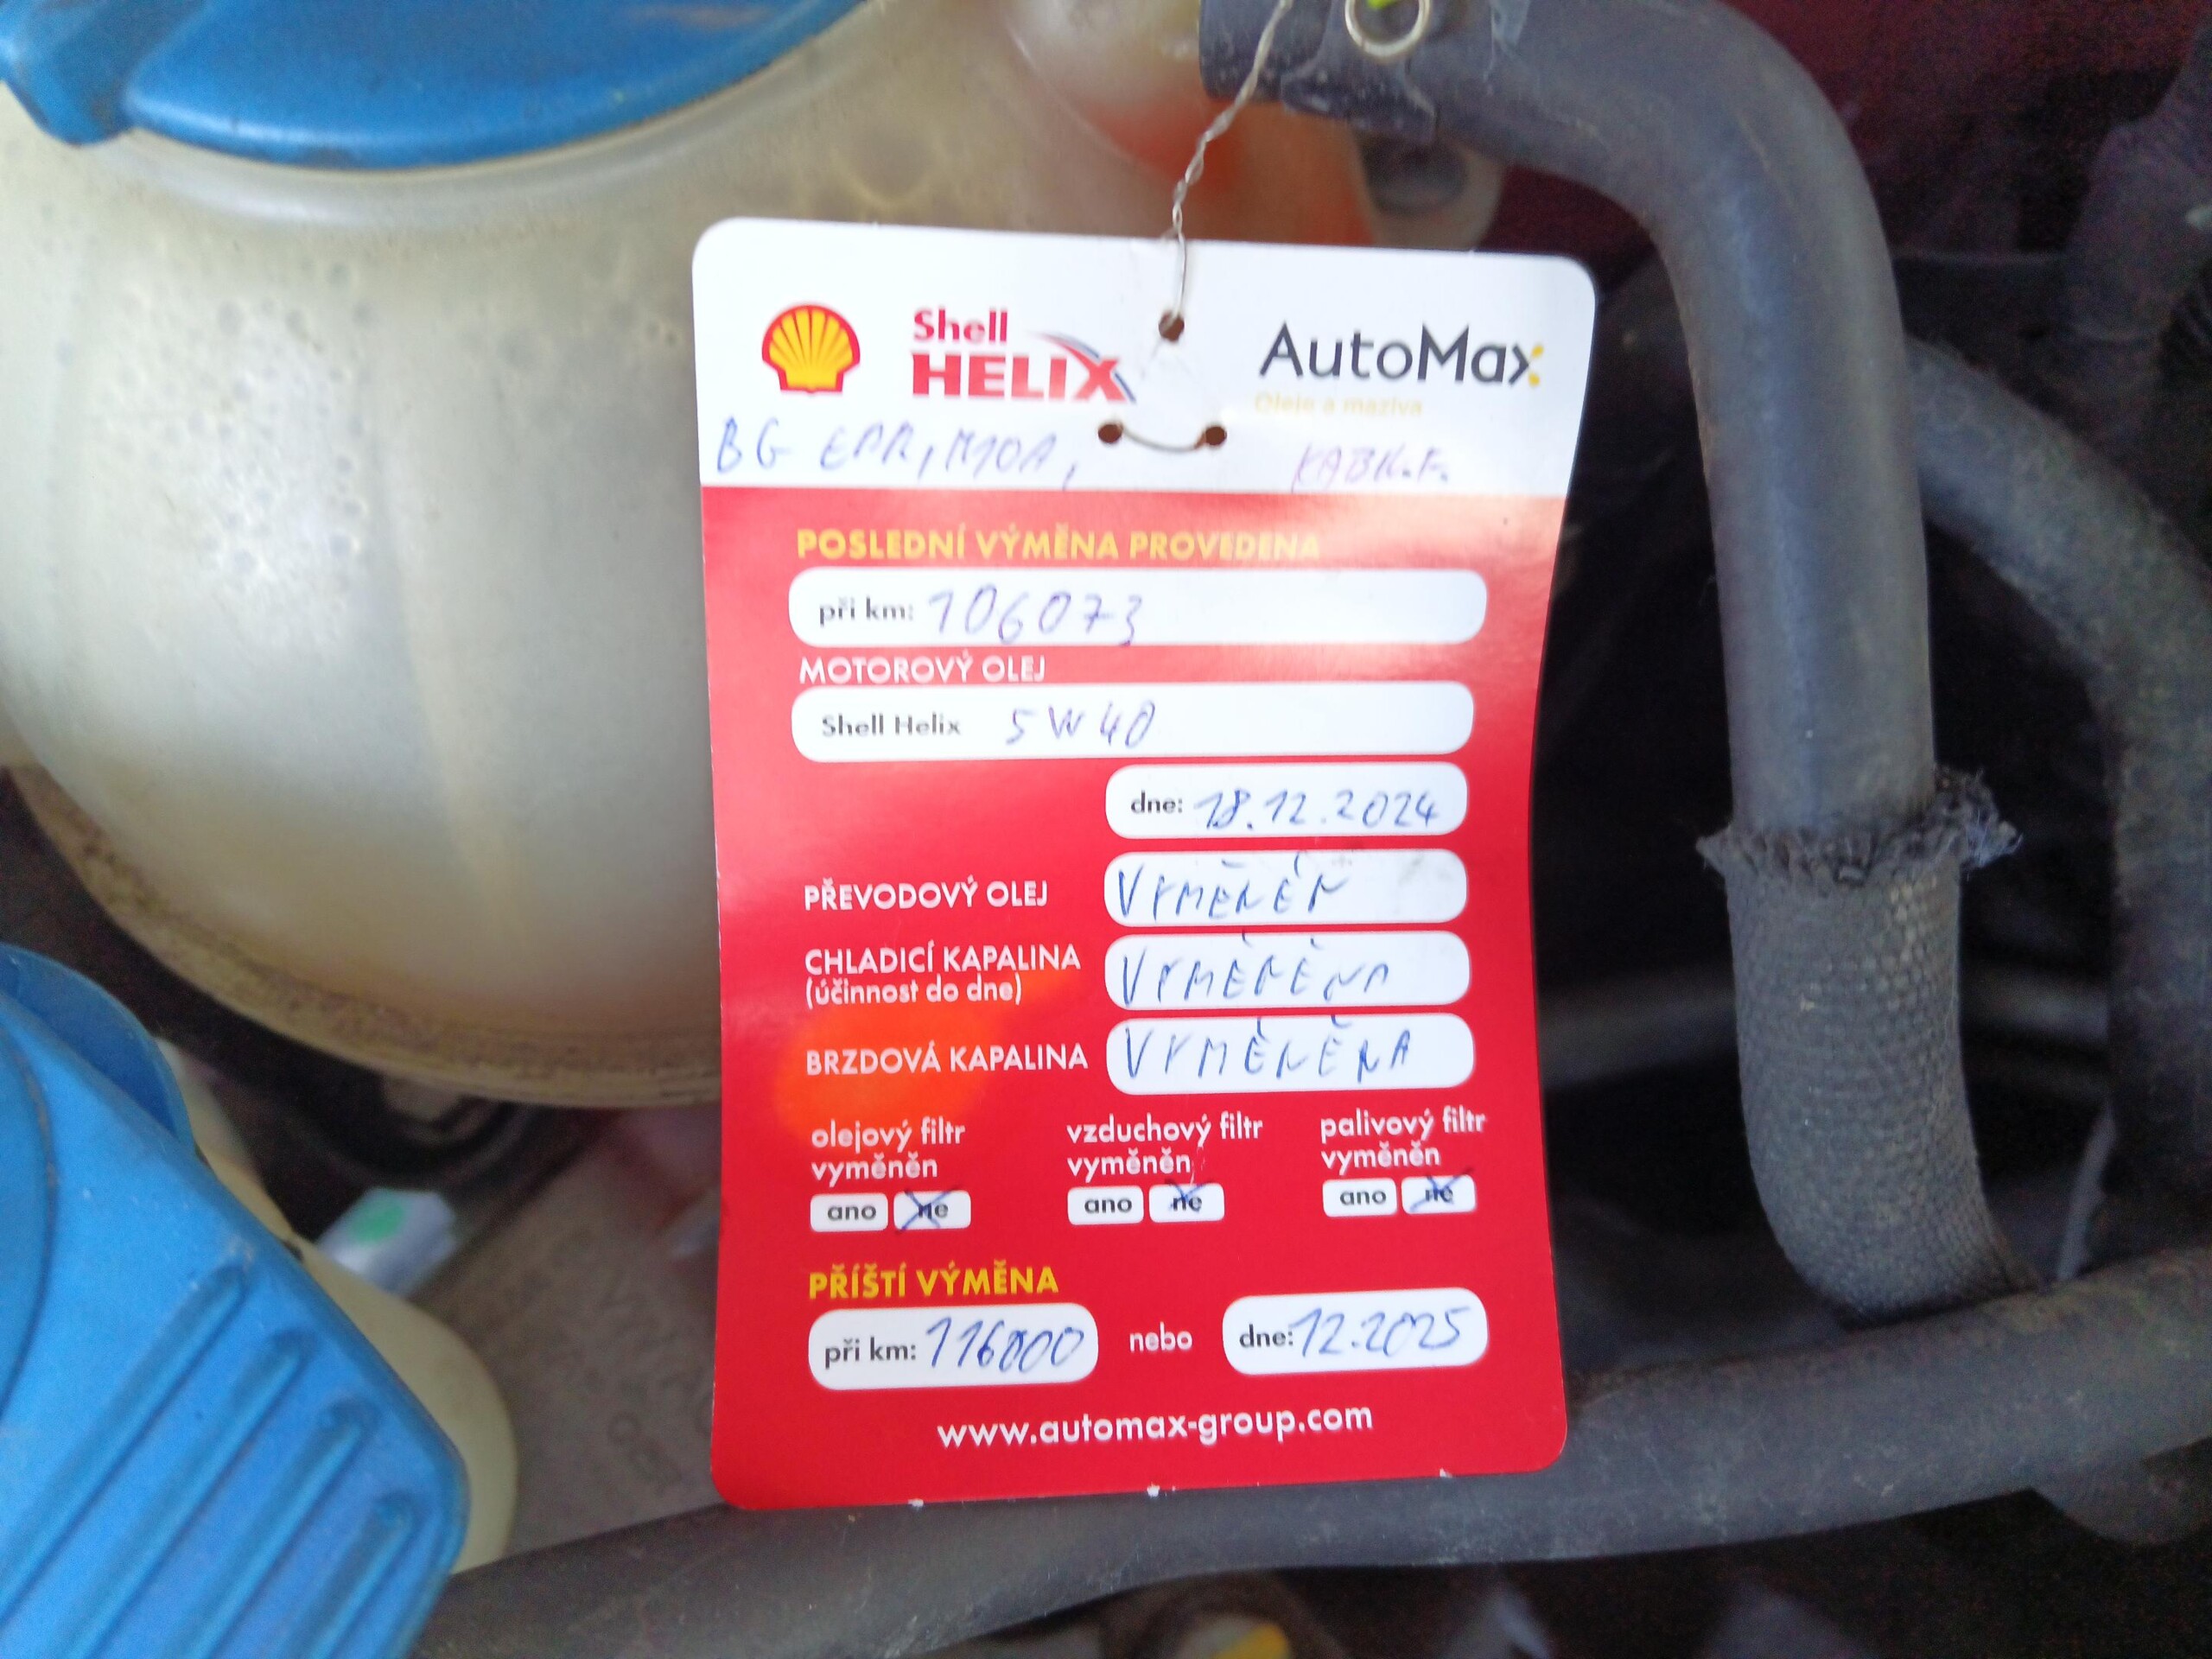 Shell
HELIX
AutoMax
Oleje a maziva
BG EPR, MOA, KABN.F.
POSLEDNÍ VÝMĚNA PROVEDENA
při km: 106073
MOTOROVÝ OLEJ
Shell Helix 5W40
dne: 18.12.2024
PŘEVODOVÝ OLEJ VYMĚNĚN
CHLADICÍ KAPALINA VYMĚNĚNA
(účinnost do dne)
BRZDOVÁ KAPALINA VYMĚNĚNA
olejový filtr vzduchový filtr palivový filtr
vyměněn vyměněn vyměněn
ano ne ano ne ano ne
PŘÍŠTÍ VÝMĚNA
při km: 116000 nebo dne: 12.2025
www.automax-group.com